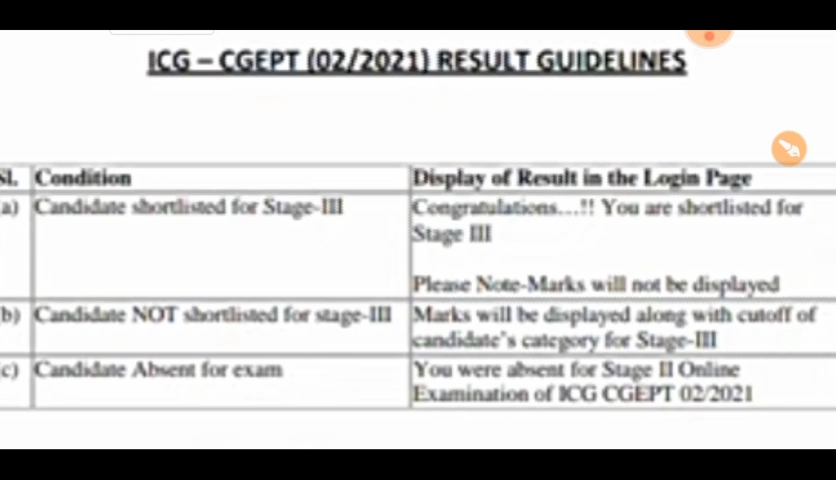 ICG – CGEPT (02/2021) RESULT GUIDELINES
Sl. Condition Display of Result in the Login Page
a) Candidate shortlisted for Stage-III Congratulations...!! You are shortlisted for
Stage III
Please Note-Marks will not be displayed
b) Candidate NOT shortlisted for stage-III Marks will be displayed along with cutoff of
candidate's category for Stage-III
c) Candidate Absent for exam You were absent for Stage II Online
Examination of ICG CGEPT 02/2021